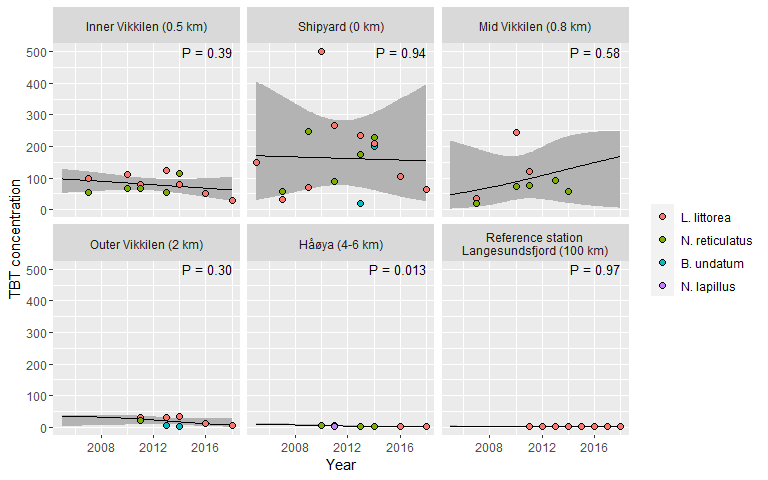 Inner Vikkilen (0.5 km)
Shipyard (0 km)
Mid Vikkilen (0.8 km)
P = 0.39
P = 0.94
P = 0.58
500
400
300
200
100
0
Outer Vikkilen (2 km)
Håøya (4-6 km)
Reference station
Langesundsfjord (100 km)
P = 0.30
P = 0.013
P = 0.97
500
400
300
200
100
0
2008 2012 2016
2008 2012 2016
2008 2012 2016
Year
TBT concentration
L. littorea
N. reticulatus
B. undatum
N. lapillus